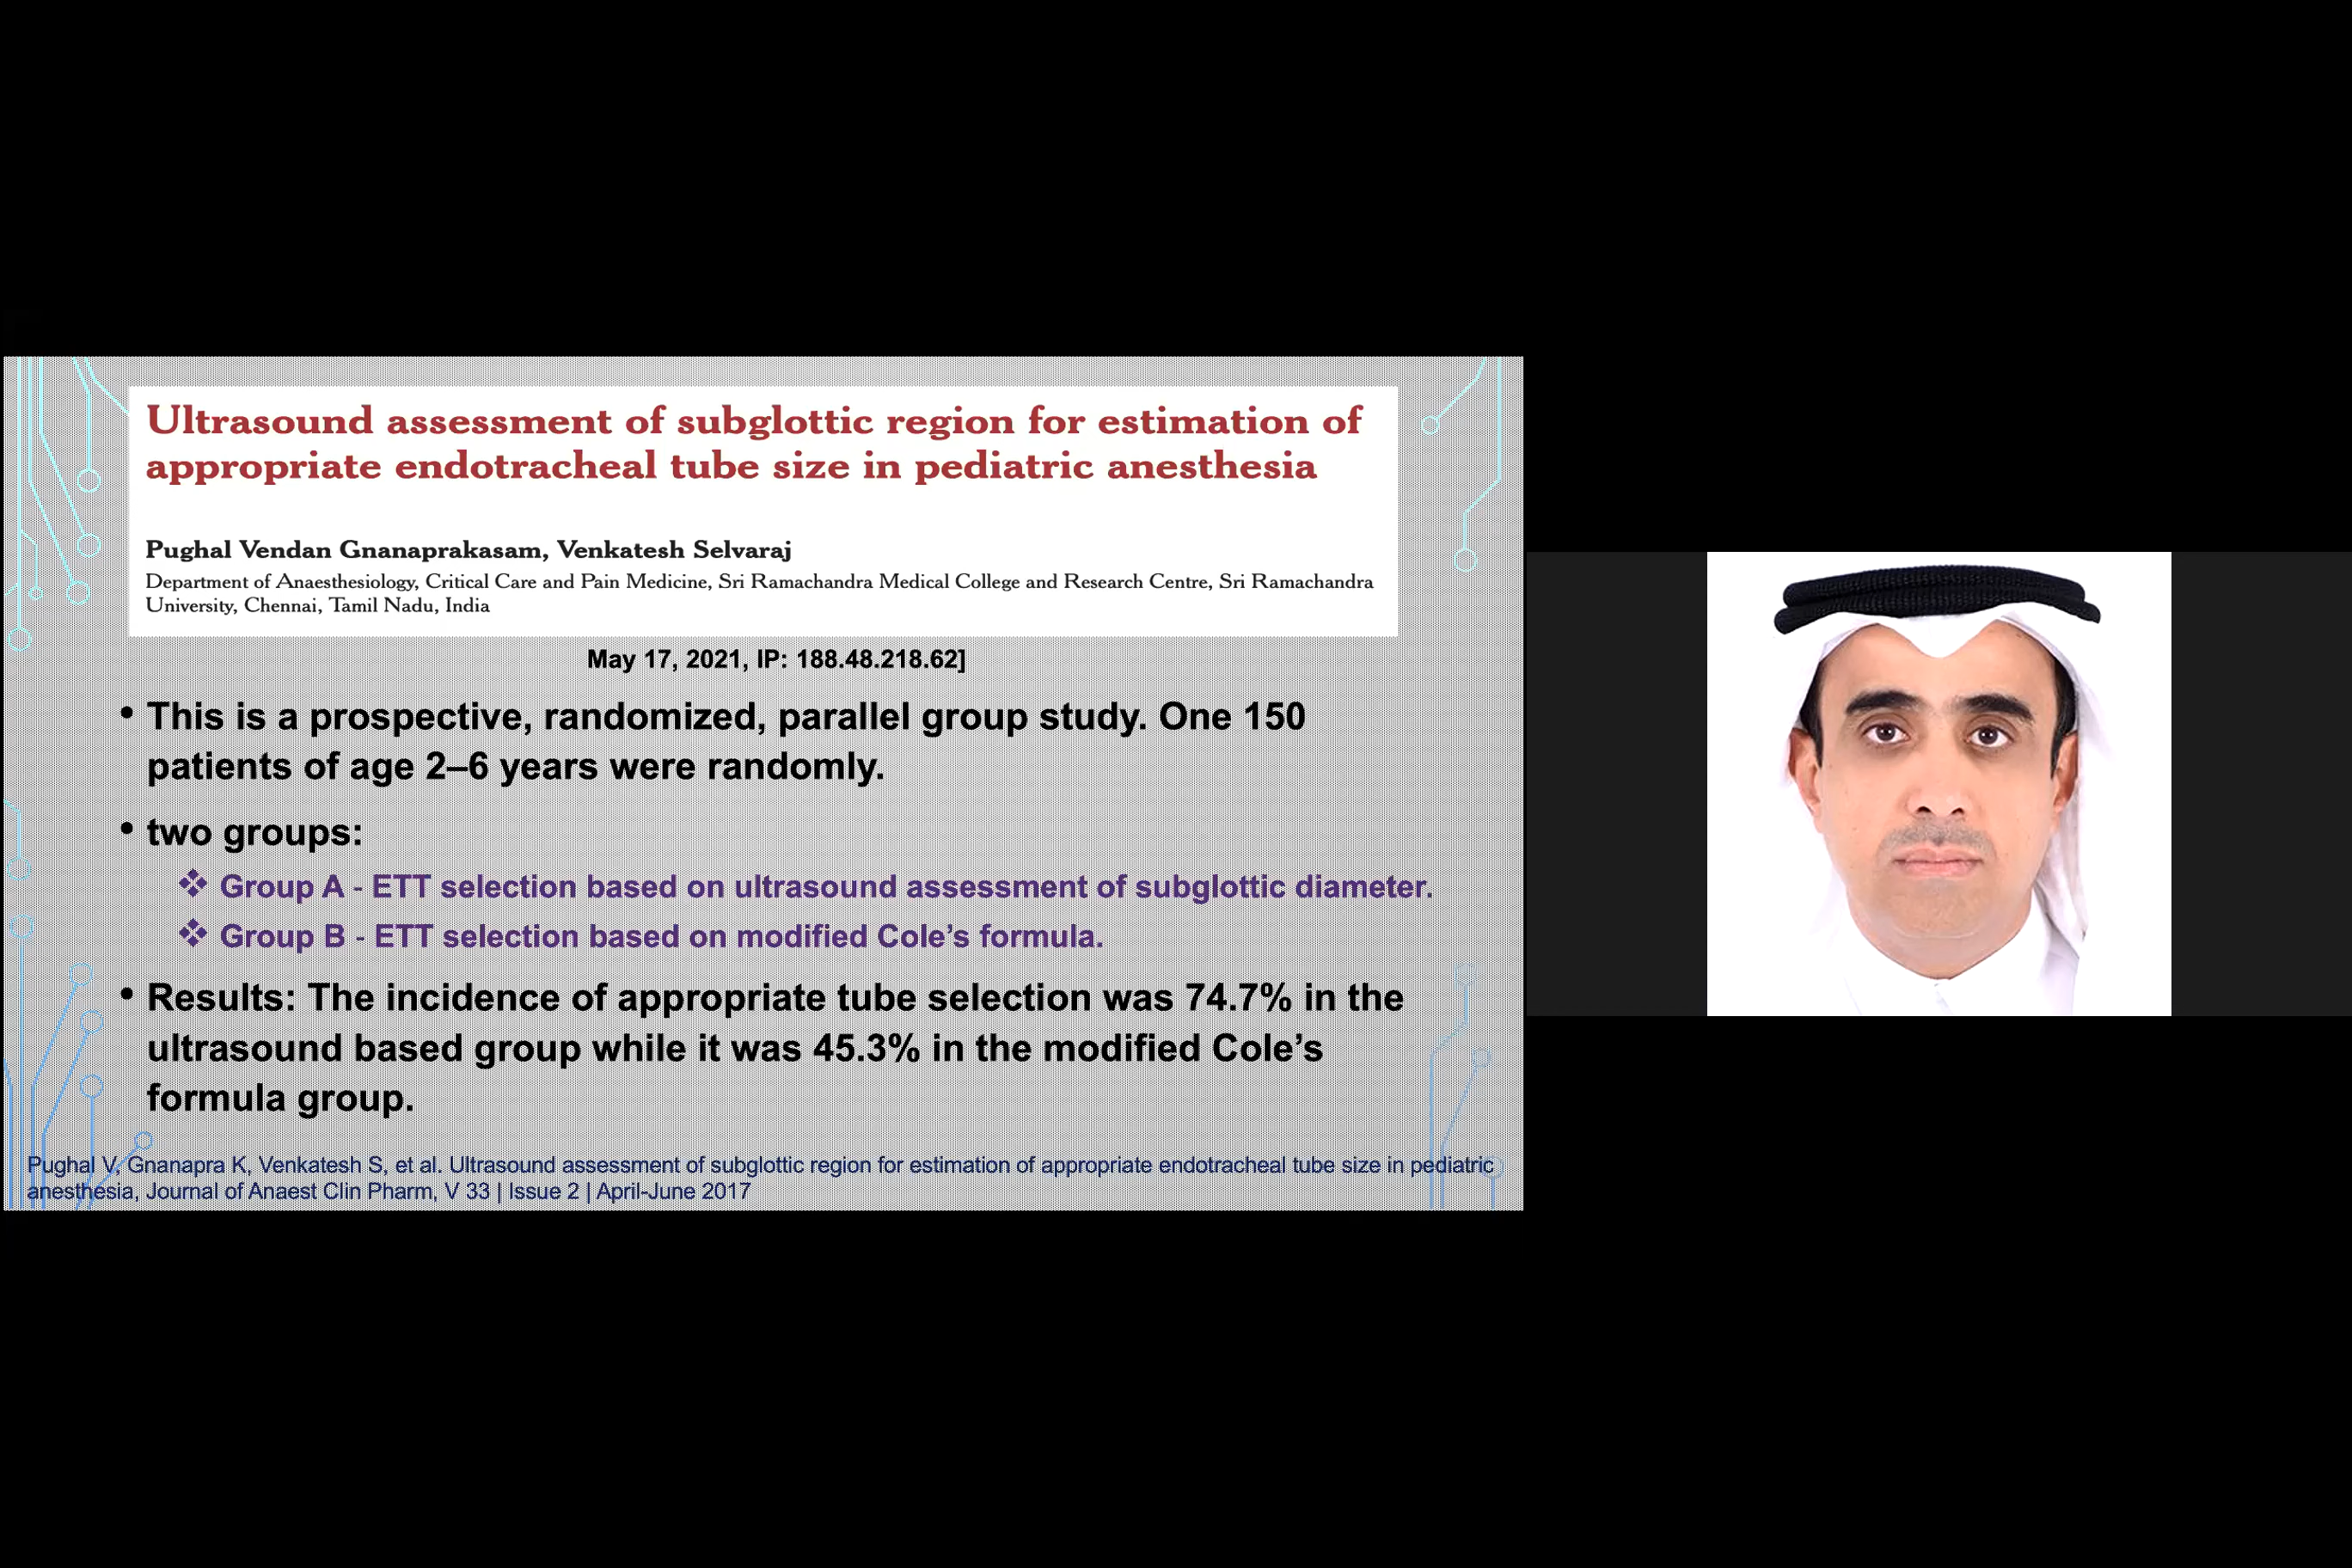 Ultrasound assessment of subglottic region for estimation of
appropriate endotracheal tube size in pediatric anesthesia
Pughal Vendan Gnanaprakasam, Venkatesh Selvaraj
Department of Anaesthesiology, Critical Care and Pain Medicine, Sri Ramachandra Medical College and Research Centre, Sri Ramachandra
University, Chennai, Tamil Nadu, India
May 17, 2021, IP: 188.48.218.62]
• This is a prospective, randomized, parallel group study. One 150
patients of age 2–6 years were randomly.
• two groups:
❖ Group A - ETT selection based on ultrasound assessment of subglottic diameter.
❖ Group B - ETT selection based on modified Cole’s formula.
• Results: The incidence of appropriate tube selection was 74.7% in the
ultrasound based group while it was 45.3% in the modified Cole’s
formula group.
Pughal V, Gnanapra K, Venkatesh S, et al. Ultrasound assessment of subglottic region for estimation of appropriate endotracheal tube size in pediatric
anesthesia, Journal of Anaest Clin Pharm, V 33 | Issue 2 | April-June 2017